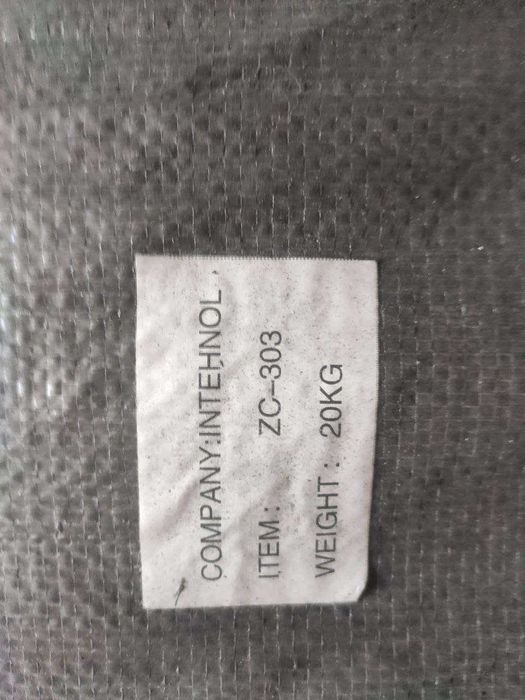 COMPANY:INTEHNOL,
ITEM: ZC-303
WEIGHT: 20KG